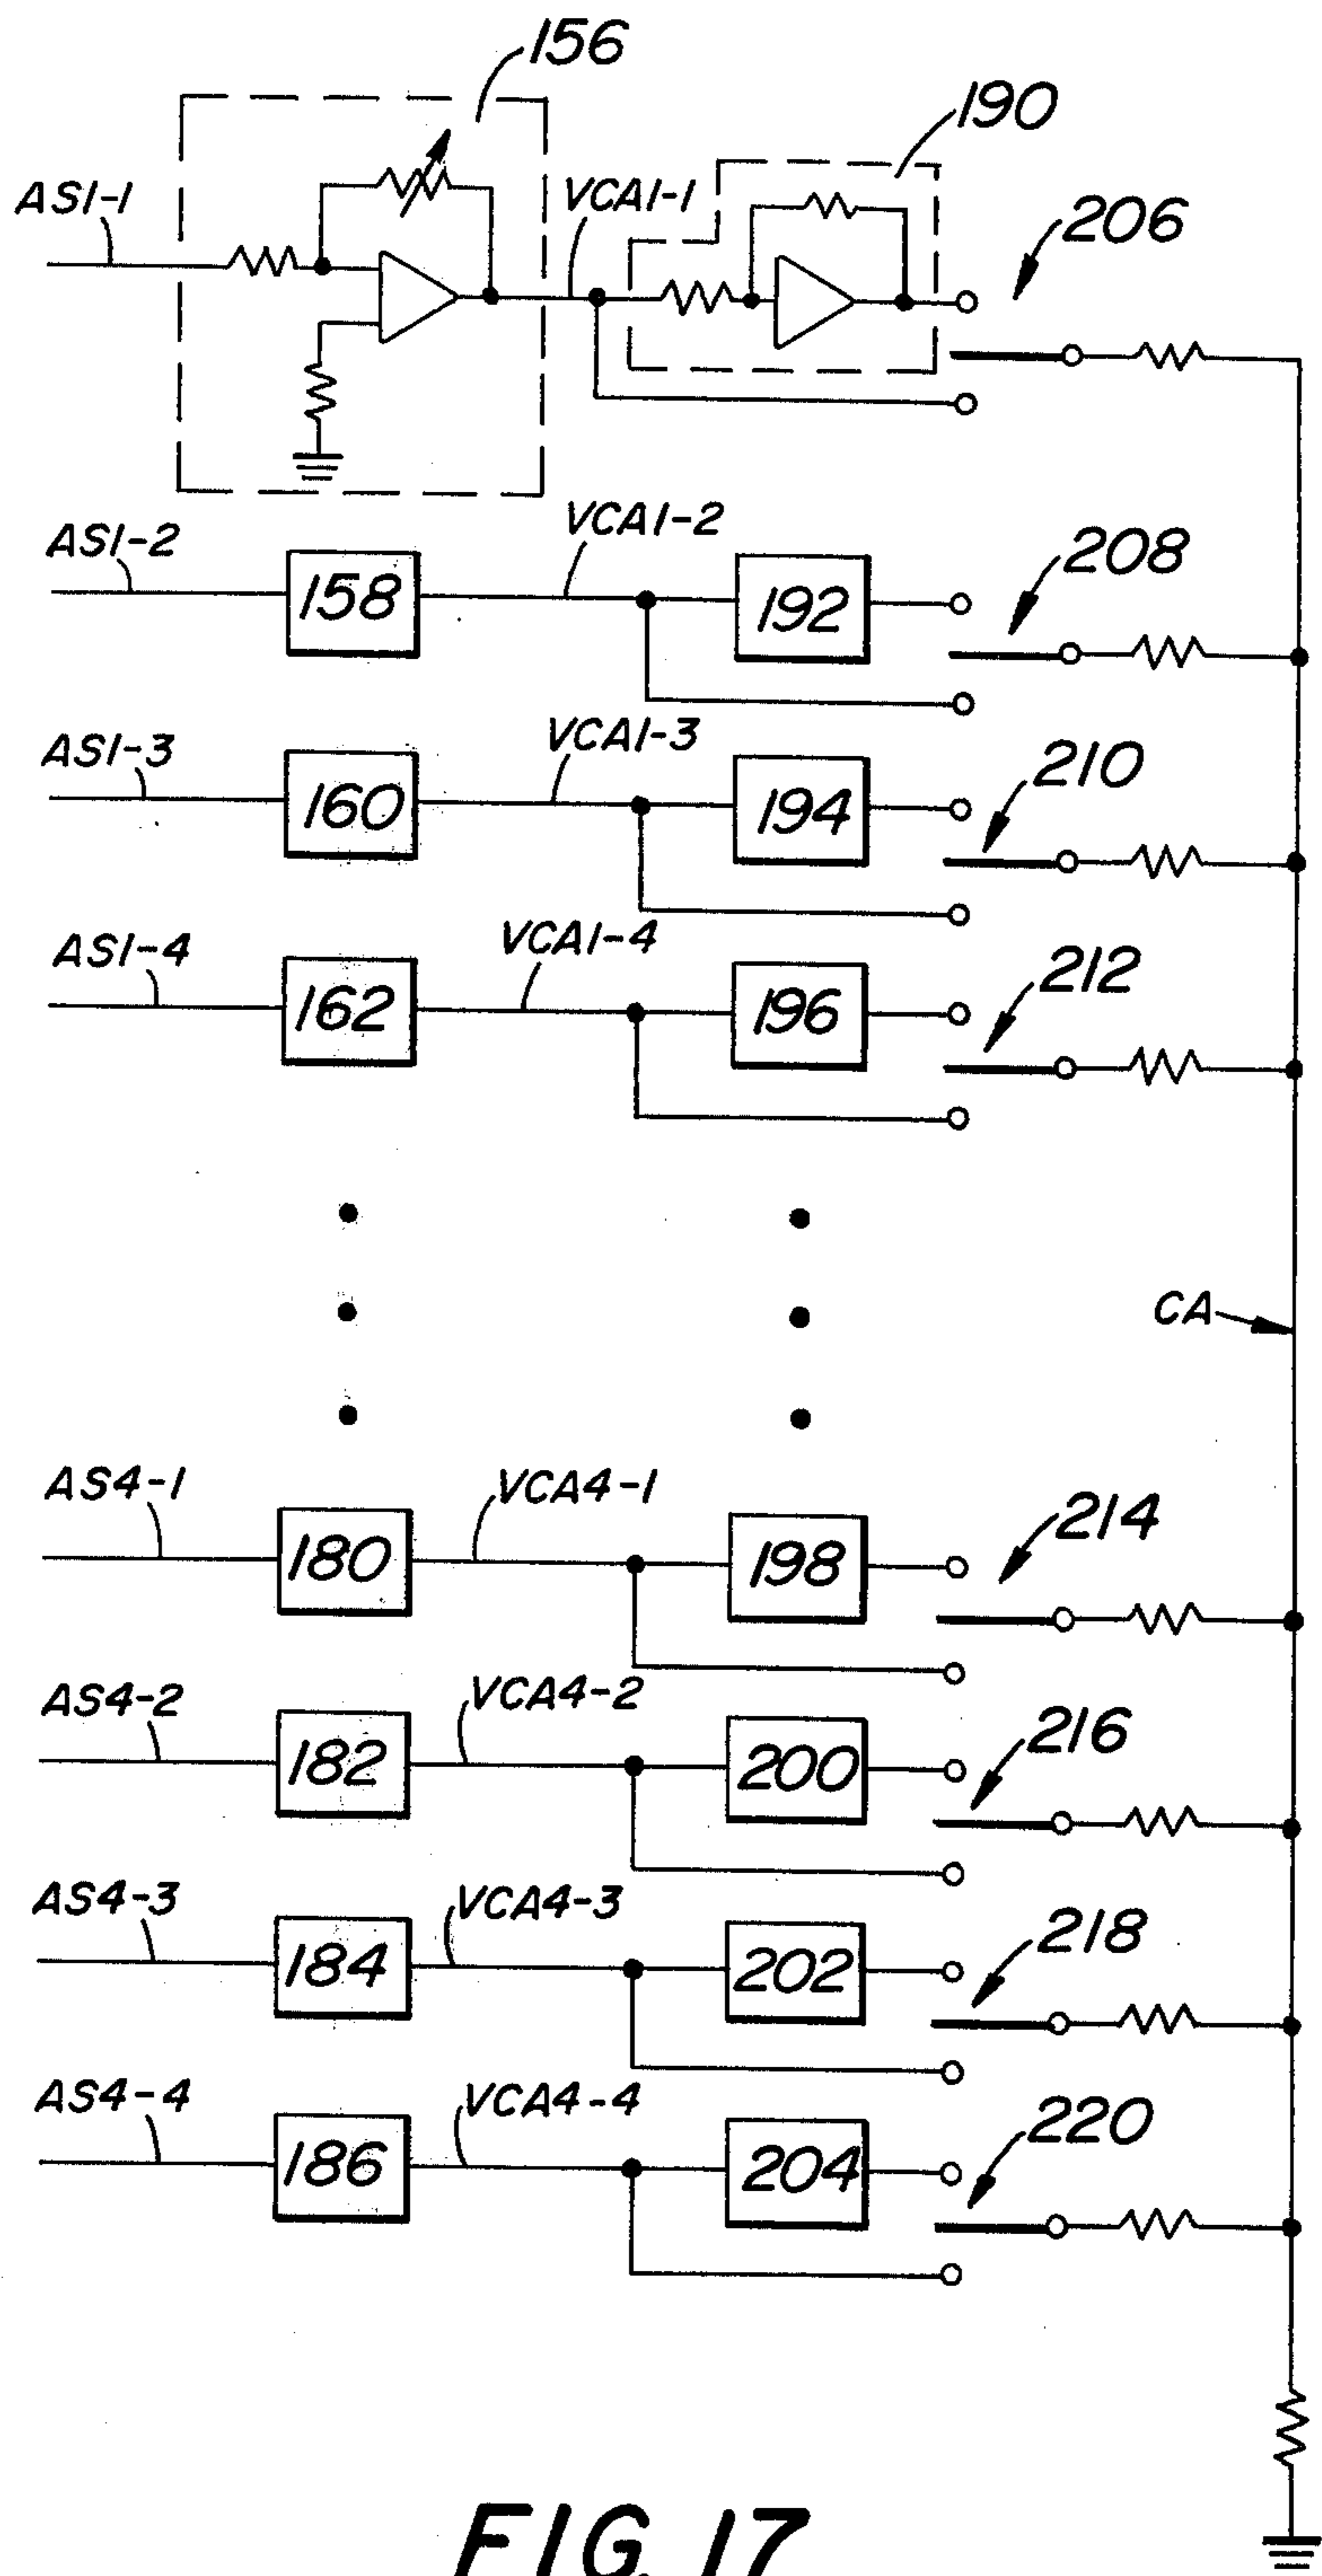 156
190
AS1-1
VCA1-1
206
AS1-2
158
VCA1-2
192
208
AS1-3
160
VCA1-3
194
210
AS1-4
162
VCA1-4
196
212
CA
AS4-1
180
VCA4-1
198
214
AS4-2
182
VCA4-2
200
216
AS4-3
184
VCA4-3
202
218
AS4-4
186
VCA4-4
204
220
FIG. 17